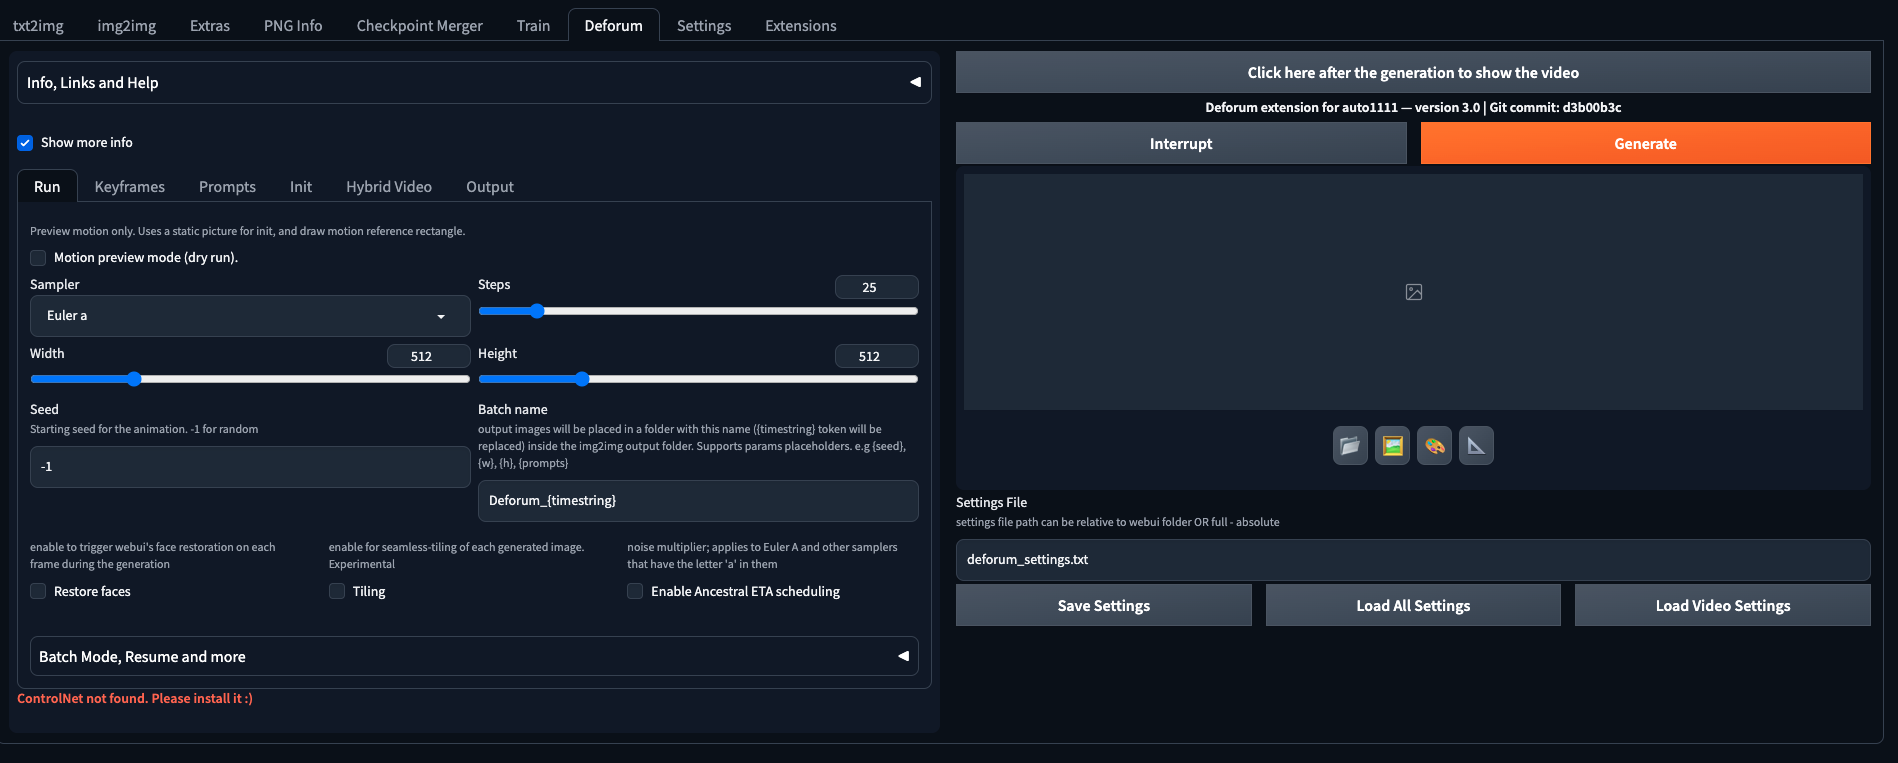 txt2img img2img Extras PNG Info Checkpoint Merger Train Deforum Settings Extensions
Info, Links and Help
Show more info
Run Keyframes Prompts Init Hybrid Video Output
Preview motion only. Uses a static picture for init, and draw motion reference rectangle.
Motion preview mode (dry run).
Sampler
Euler a
Steps
25
Width
512
Height
512
Seed
Starting seed for the animation. -1 for random
-1
Batch name
output images will be placed in a folder with this name ({timestring} token will be
replaced) inside the img2img output folder. Supports params placeholders. e.g {seed},
{w}, {h}, {prompts}
Deforum_{timestring}
enable to trigger webui's face restoration on each
frame during the generation
Restore faces
enable for seamless-tiling of each generated image.
Experimental
Tiling
noise multiplier; applies to Euler A and other samplers
that have the letter 'a' in them
Enable Ancestral ETA scheduling
Batch Mode, Resume and more
ControlNet not found. Please install it :)
Click here after the generation to show the video
Deforum extension for auto1111 — version 3.0 | Git commit: d3b00b3c
Interrupt
Generate
Settings File
settings file path can be relative to webui folder OR full - absolute
deforum_settings.txt
Save Settings
Load All Settings
Load Video Settings